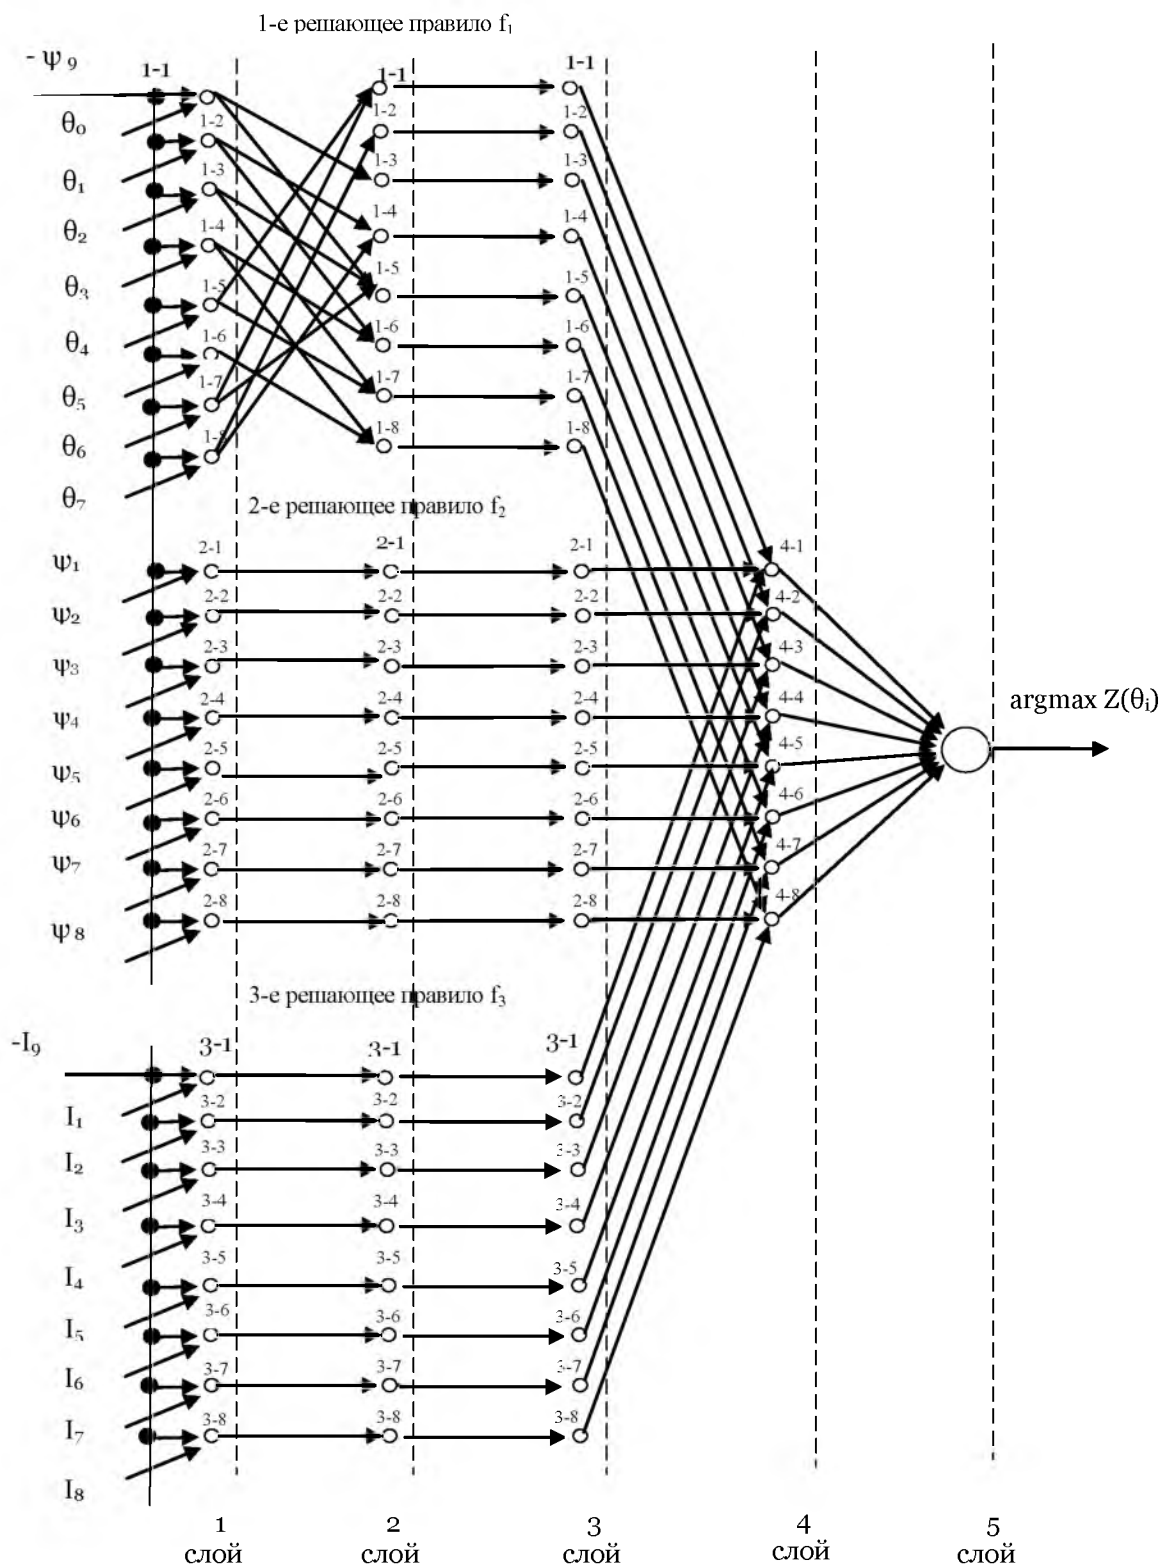 1-е решающее правило f₁
- ψ₉
1-1
1-1
1-1
θ₀
1-2
1-2
1-2
θ₁
1-3
1-3
1-3
θ₂
1-4
1-4
1-4
θ₃
1-5
1-5
1-5
θ₄
1-6
1-6
1-6
θ₅
1-7
1-7
1-7
θ₆
1-8
1-8
1-8
θ₇
2-е решающее правило f₂
ψ₁
2-1
2-1
2-1
4-1
ψ₂
2-2
2-2
2-2
4-2
ψ₃
2-3
2-3
2-3
4-3
ψ₄
2-4
2-4
2-4
4-4
argmax Z(θᵢ)
ψ₅
2-5
2-5
2-5
4-5
ψ₆
2-6
2-6
2-6
4-6
ψ₇
2-7
2-7
2-7
4-7
ψ₈
2-8
2-8
2-8
4-8
3-е решающее правило f₃
-I₉
3-1
3-1
3-1
I₁
3-2
3-2
3-2
I₂
3-3
3-3
3-3
I₃
3-4
3-4
3-4
I₄
3-5
3-5
3-5
I₅
3-6
3-6
3-6
I₆
3-7
3-7
3-7
I₇
3-8
3-8
3-8
I₈
1
слой
2
слой
3
слой
4
слой
5
слой